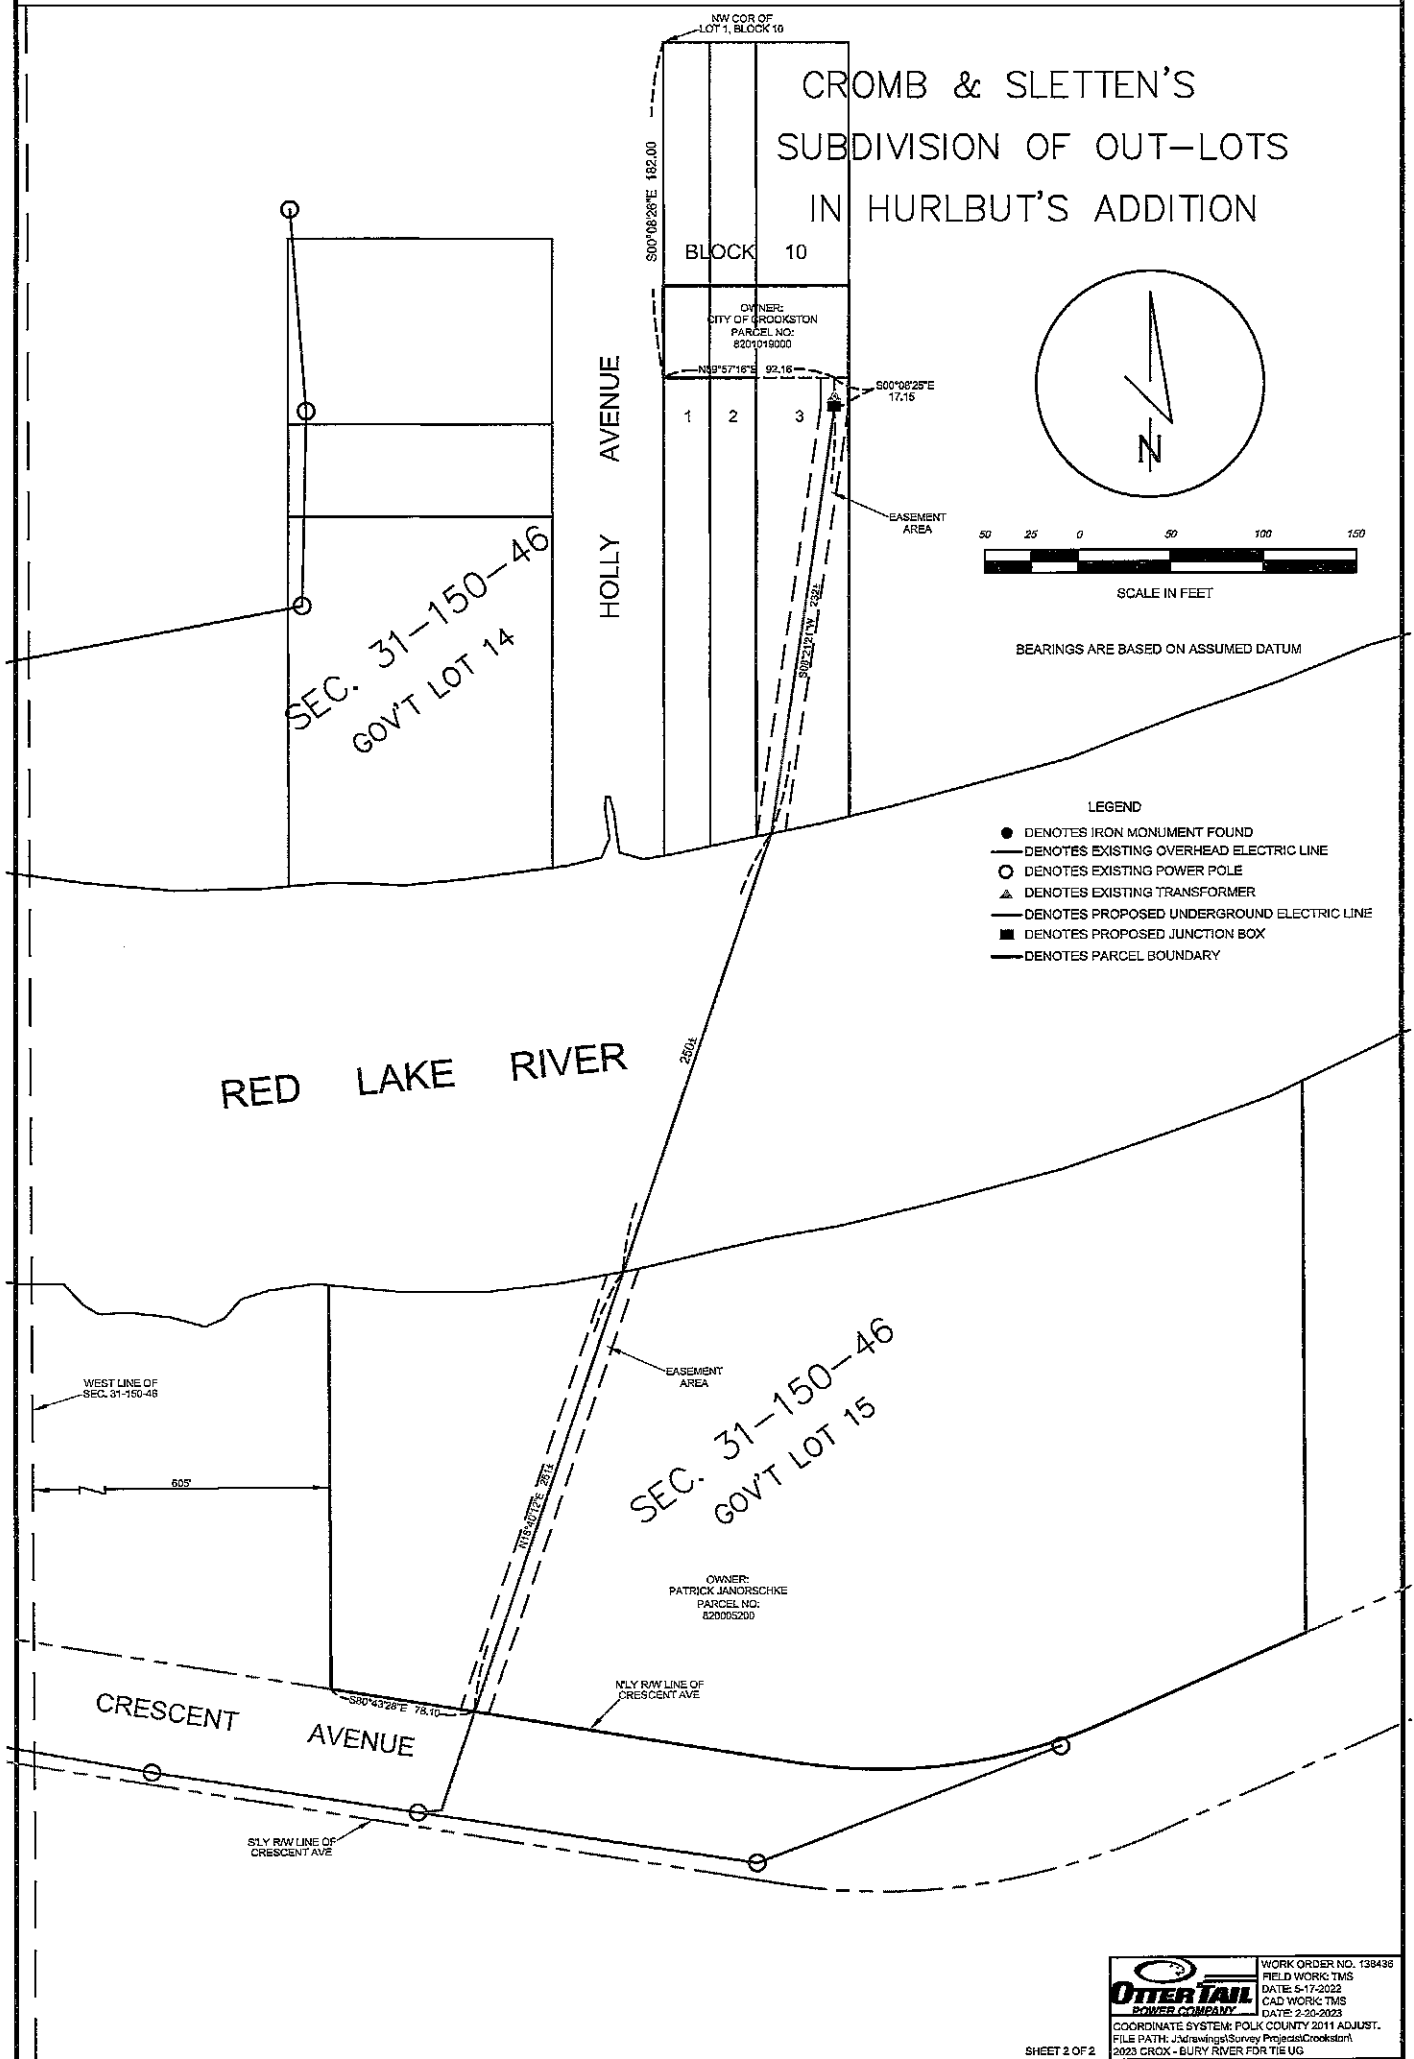 NW COR OF
LOT 1, BLOCK 10
CROMB & SLETTEN'S
SUBDIVISION OF OUT-LOTS
IN HURLBUT'S ADDITION
S00°08'26"E 182.00
BLOCK 10
OWNER:
CITY OF CROOKSTON
PARCEL NO:
8201019000
N89°57'16"E 92.16
S00°08'25"E
17.15
1 2 3
HOLLY AVENUE
EASEMENT
AREA
N
50 25 0 50 100 150
SCALE IN FEET
BEARINGS ARE BASED ON ASSUMED DATUM
SEC. 31-150-46
GOV'T LOT 14
S08°21'21"W 232±
LEGEND
DENOTES IRON MONUMENT FOUND
DENOTES EXISTING OVERHEAD ELECTRIC LINE
DENOTES EXISTING POWER POLE
DENOTES EXISTING TRANSFORMER
DENOTES PROPOSED UNDERGROUND ELECTRIC LINE
DENOTES PROPOSED JUNCTION BOX
DENOTES PARCEL BOUNDARY
RED LAKE RIVER
250±
WEST LINE OF
SEC. 31-150-46
EASEMENT
AREA
SEC. 31-150-46
GOV'T LOT 15
605'
N18°40'12"E 261±
OWNER:
PATRICK JANORSCHKE
PARCEL NO:
820005200
S80°43'28"E 78.10
N'LY R/W LINE OF
CRESCENT AVE
CRESCENT AVENUE
S'LY R/W LINE OF
CRESCENT AVE
OTTER TAIL
POWER COMPANY
WORK ORDER NO. 138436
FIELD WORK: TMS
DATE: 5-17-2022
CAD WORK: TMS
DATE: 2-20-2023
COORDINATE SYSTEM: POLK COUNTY 2011 ADJUST.
FILE PATH: J:\drawings\Survey Projects\Crookston\
2023 CROX - BURY RIVER FOR TIE UG
SHEET 2 OF 2